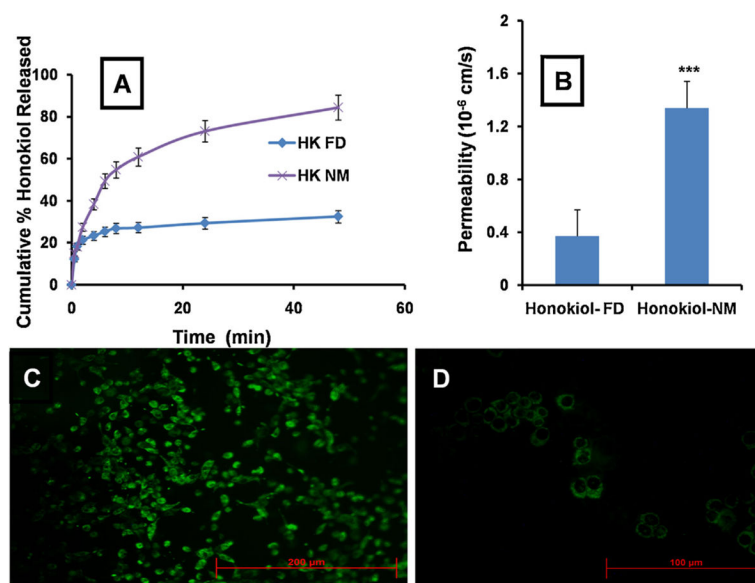 A
Cumulative % Honokiol Released
100
80
60
40
20
0
HK FD
HK NM
0 20 40 60
Time (min)
B
Permeability (10⁻⁶ cm/s)
1.6
1.2
0.8
0.4
0
***
Honokiol-FD Honokiol-NM
C
200 µm
D
100 µm